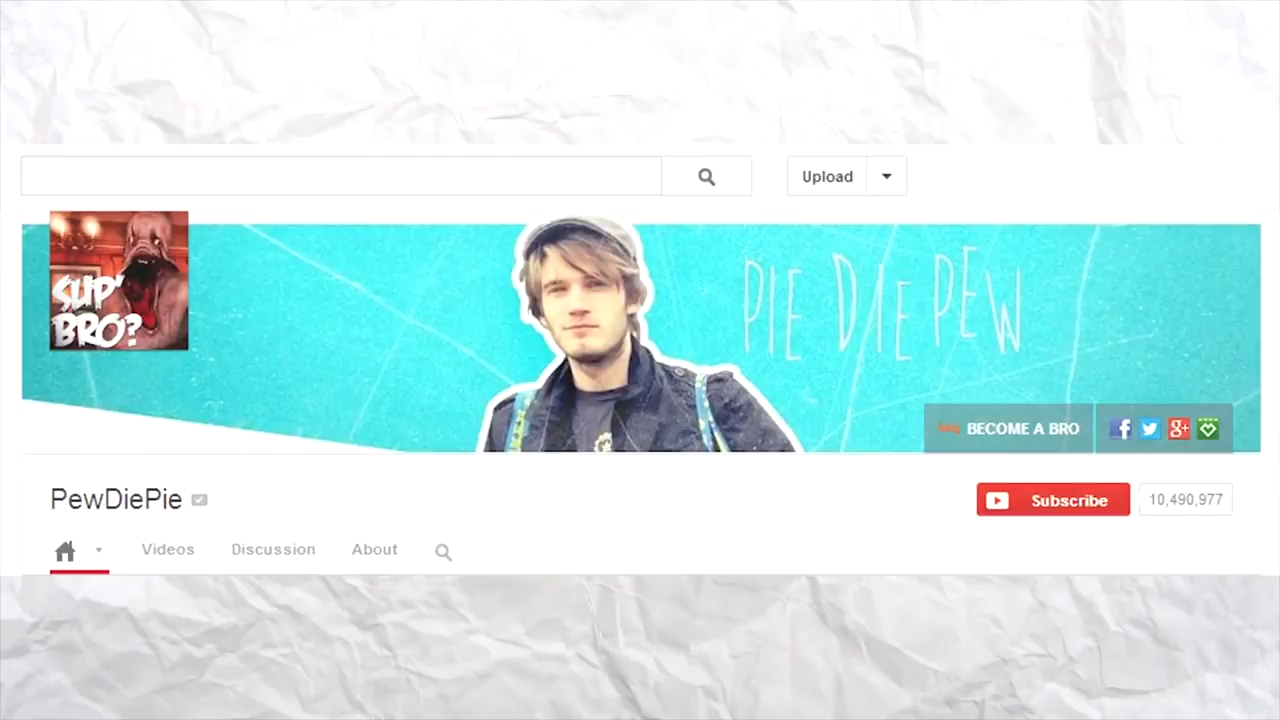 Upload
SUP'
BRO?
PIE DIE PEW
BECOME A BRO
PewDiePie
Subscribe
10,490,977
Videos
Discussion
About